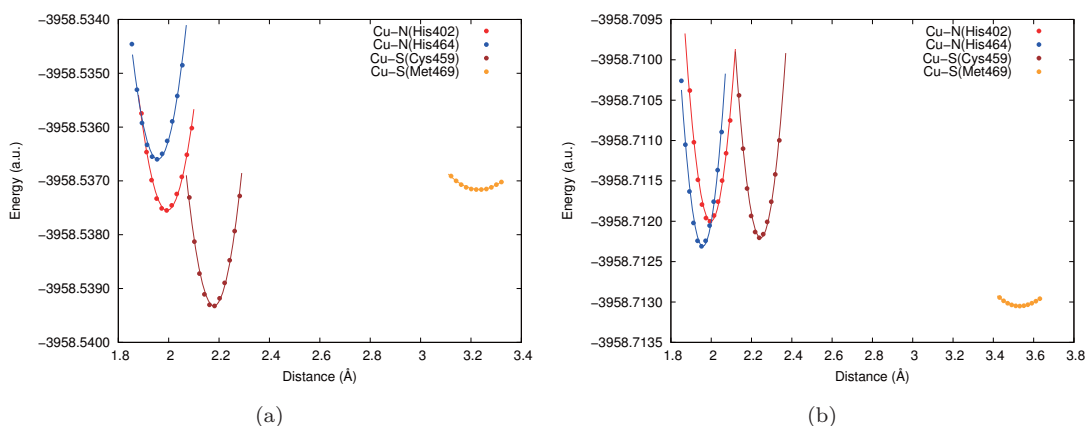 −3958.5340
−3958.5350
−3958.5360
−3958.5370
−3958.5380
−3958.5390
−3958.5400
Energy (a.u.)
1.8 2 2.2 2.4 2.6 2.8 3 3.2 3.4
Distance (Å)
Cu−N(His402)
Cu−N(His464)
Cu−S(Cys459)
Cu−S(Met469)
(a)
−3958.7095
−3958.7100
−3958.7105
−3958.7110
−3958.7115
−3958.7120
−3958.7125
−3958.7130
−3958.7135
Energy (a.u.)
1.8 2 2.2 2.4 2.6 2.8 3 3.2 3.4 3.6 3.8
Distance (Å)
Cu−N(His402)
Cu−N(His464)
Cu−S(Cys459)
Cu−S(Met469)
(b)